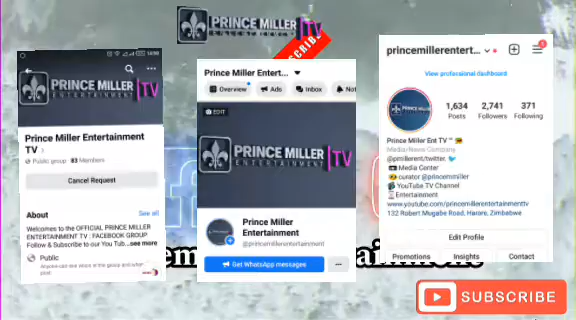 PRINCE MILLER TV
ENTERTAINMENT
PRINCE MILLER TV
ENTERTAINMENT
Prince Miller Entertainment
TV
Public group · 83 Members
Cancel Request
About
See all
Welcomes to the OFFICIAL PRINCE MILLER
ENTERTAINMENT TV : FACEBOOK GROUP.
Follow & Subscribe to our You Tub...see more
Public
Prince Miller Entert...
Overview
Ads
Inbox
EDIT
PRINCE MILLER TV
ENTERTAINMENT
Prince Miller
Entertainment
@princemillerentertainment
Get WhatsApp messages
princemillerentert...
View professional dashboard
1,634
2,741
371
Posts
Followers
Following
Prince Miller Ent TV ™
Media/News Company
@pmillerent/twitter.
Media Center
curator @princemmiller
YouTube TV Channel
Entertainment
www.youtube.com/princemillerentertainmenttv
132 Robert Mugabe Road, Harare, Zimbabwe
Edit Profile
Promotions
Insights
Contact
SUBSCRIBE